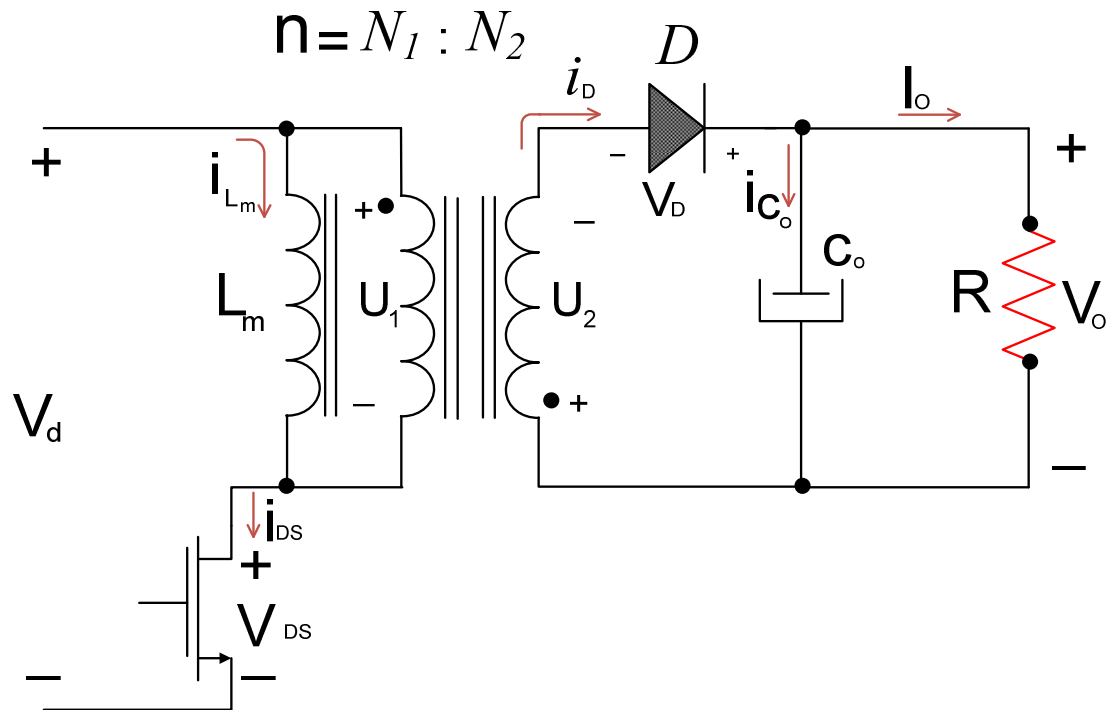 n = N1 : N2
D
iD
Io
+
+
iLm
+
-
+
VD
iCo
-
Lm
U1
U2
Co
R
Vo
-
+
Vd
-
iDS
+
VDS
-
-